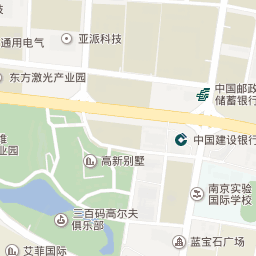 亚派科技
通用电气
东方激光产业园
中国邮政
储蓄银行
中国建设银行
业园
高新别墅
南京实验
国际学校
三百码高尔夫
俱乐部
艾菲国际
蓝宝石广场